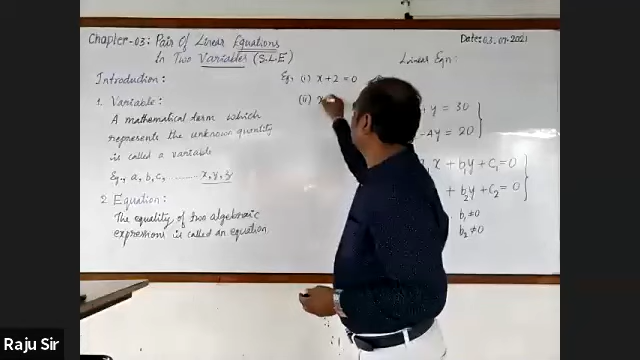 Chapter-03: Pair Of Linear Equations
In Two Variables (S.L.E)
Date: 03.07.2021
Linear Eqn:
Introduction:
1. Variable:
A mathematical term which
represents the unknown quantity
is called a variable
Eg., a, b, c, .......... x, y, z
2. Equation:
The equality of two algebraic
expressions is called an equation.
Eg., (i) x + 2 = 0
(ii) x
+ y = 30
- 4y = 20
x + b₁y + c₁ = 0
+ b₂y + c₂ = 0
b₁ ≠ 0
b₂ ≠ 0
Raju Sir